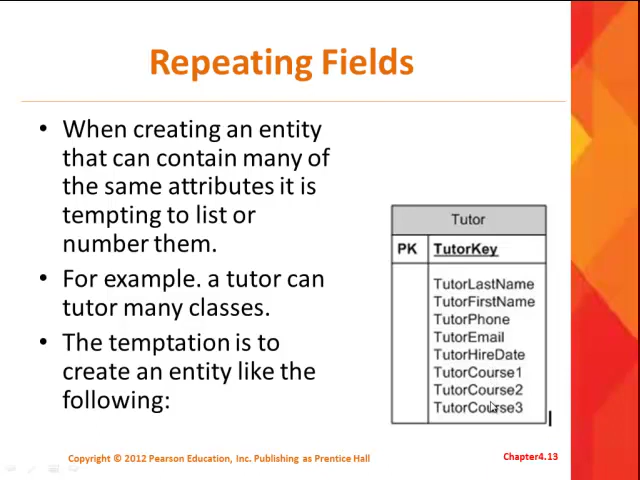 Repeating Fields
• When creating an entity
that can contain many of
the same attributes it is
tempting to list or
number them.
• For example. a tutor can
tutor many classes.
• The temptation is to
create an entity like the
following:
Tutor
PK TutorKey
TutorLastName
TutorFirstName
TutorPhone
TutorEmail
TutorHireDate
TutorCourse1
TutorCourse2
TutorCourse3
Copyright © 2012 Pearson Education, Inc. Publishing as Prentice Hall
Chapter4.13